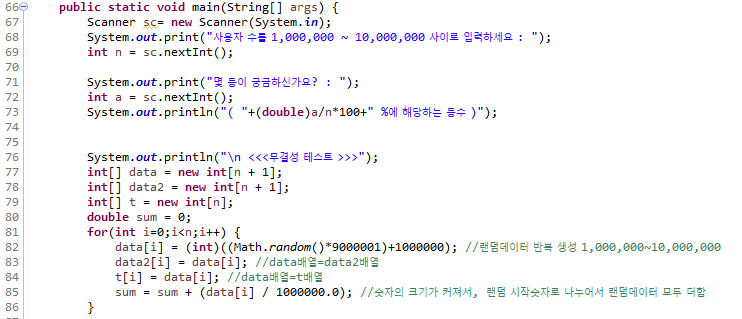 66 public static void main(String[] args) {
67 Scanner sc= new Scanner(System.in);
68 System.out.print("사용자 수를 1,000,000 ~ 10,000,000 사이로 입력하세요 : ");
69 int n = sc.nextInt();
70
71 System.out.print("몇 등이 궁금하신가요? : ");
72 int a = sc.nextInt();
73 System.out.println("( "+(double)a/n*100+" %에 해당하는 등수 )");
74
75
76 System.out.println("\n <<<무결성 테스트 >>>");
77 int[] data = new int[n + 1];
78 int[] data2 = new int[n + 1];
79 int[] t = new int[n];
80 double sum = 0;
81 for(int i=0;i<n;i++) {
82 data[i] = (int)((Math.random()*9000001)+1000000); //랜덤데이터 반복 생성 1,000,000~10,000,000
83 data2[i] = data[i]; //data배열=data2배열
84 t[i] = data[i]; //data배열=t배열
85 sum = sum + (data[i] / 1000000.0); //숫자의 크기가 커져서, 랜덤 시작숫자로 나누어서 랜덤데이터 모두 더함
86 }